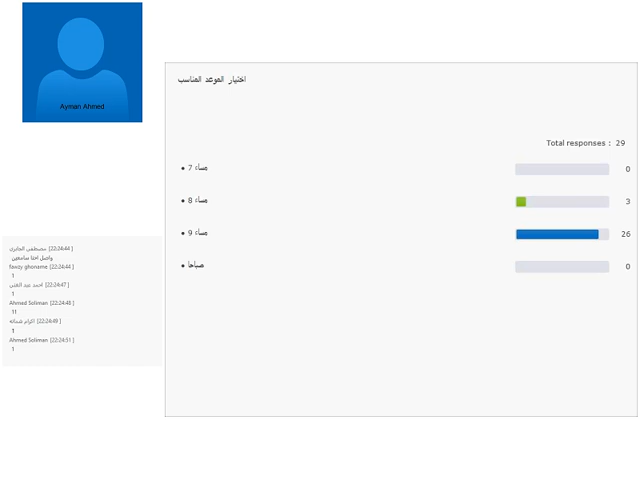 Ayman Ahmed
اختيار الموعد المناسب
Total responses : 29
• 7 مساء 0
• 8 مساء 3
• 9 مساء 26
• صباحا 0
مصطفى الجابري [22:24:44 ]
واصل احنا سامعين
fawzy ghoname [22:24:44 ]
1
احمد عبد الغني [22:24:47 ]
1
Ahmed Soliman [22:24:48 ]
11
اكرام شماله [22:24:49 ]
1
Ahmed Soliman [22:24:51 ]
1